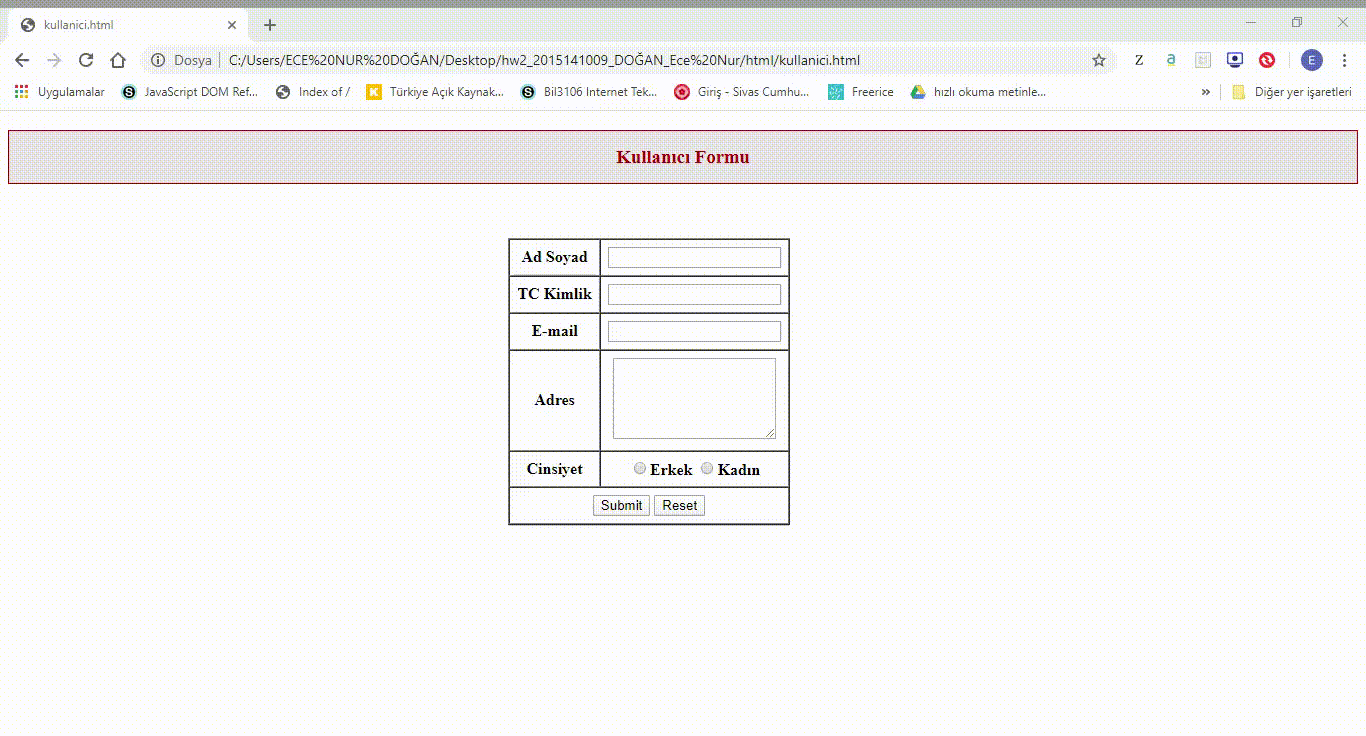 kullanici.html
Dosya C:/Users/ECE%20NUR%20DOĞAN/Desktop/hw2_2015141009_DOĞAN_Ece%20Nur/html/kullanici.html Z a E
Uygulamalar JavaScript DOM Ref... Index of / K Türkiye Açık Kaynak... S Bil3106 Internet Tek... Giriş - Sivas Cumhu... Freerice hızlı okuma metinle... » Diğer yer işaretleri
Kullanıcı Formu
Ad Soyad
TC Kimlik
E-mail
Adres
Cinsiyet Erkek Kadın
Submit Reset